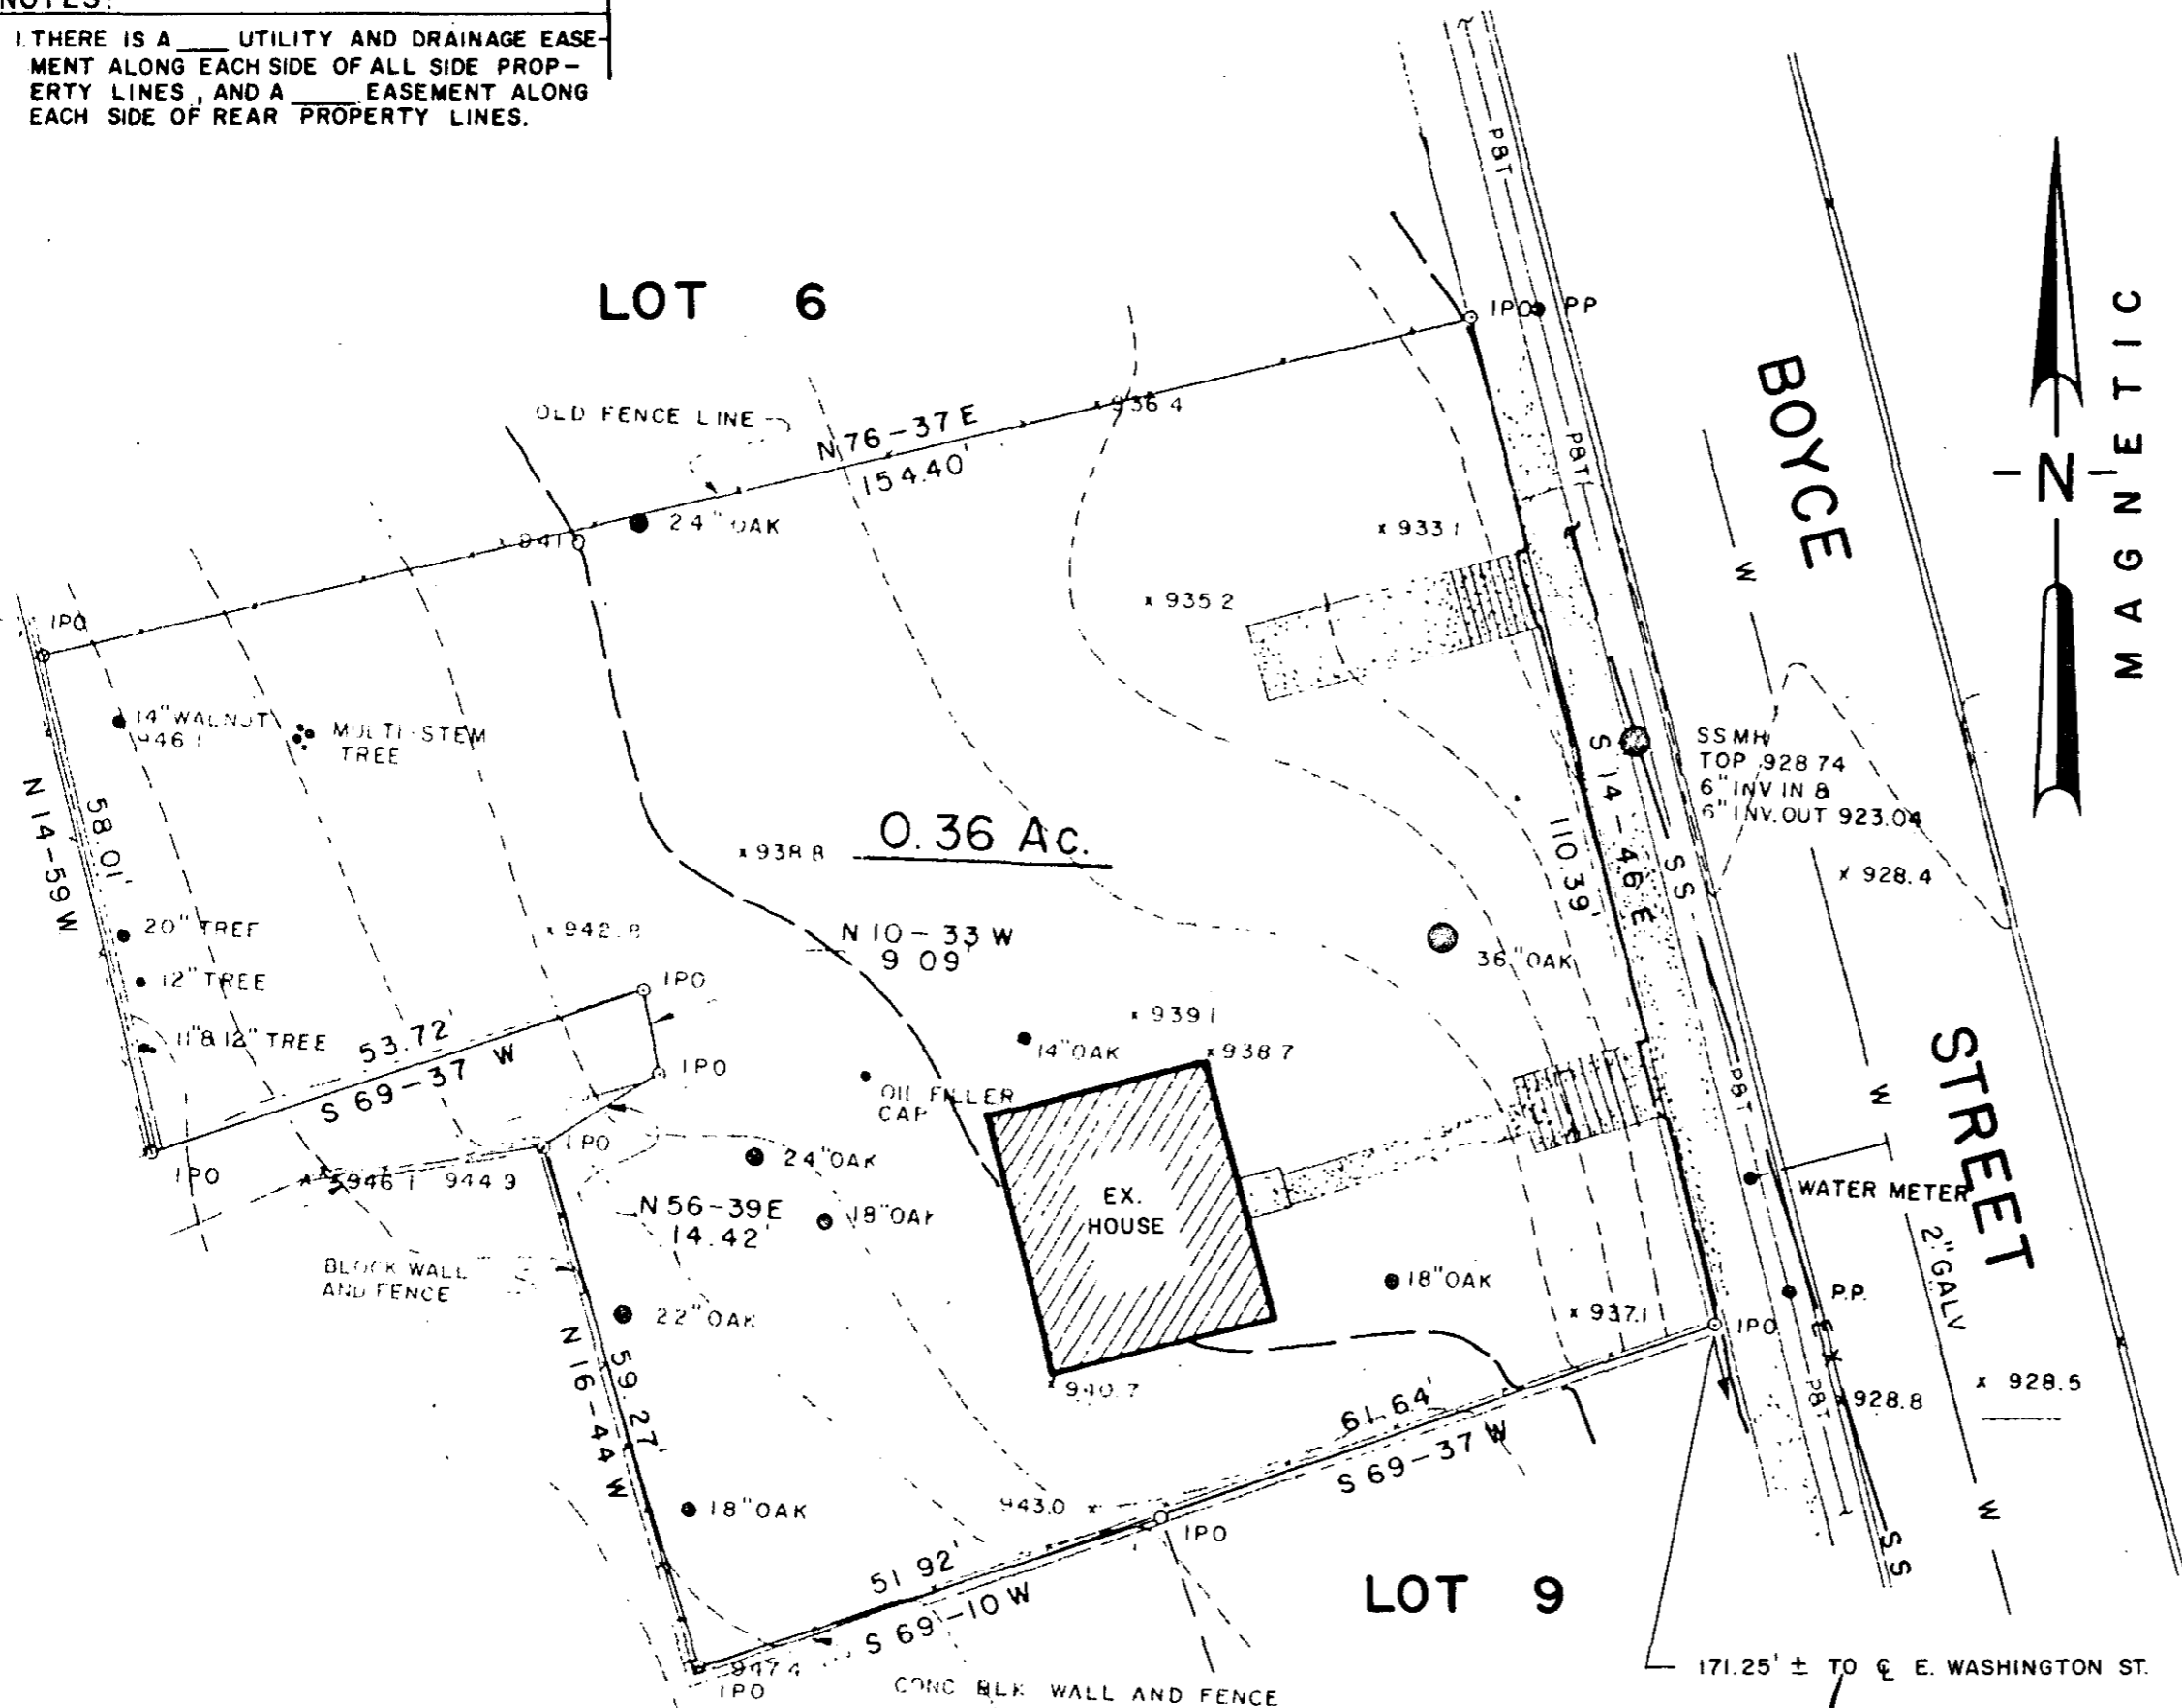 NOTES:
1. THERE IS A ____ UTILITY AND DRAINAGE EASE-
MENT ALONG EACH SIDE OF ALL SIDE PROP-
ERTY LINES, AND A ____ EASEMENT ALONG
EACH SIDE OF REAR PROPERTY LINES.
LOT 6
OLD FENCE LINE
N 76-37 E
154.40'
936.4
IPO
PP
P8T
P8T
BOYCE
STREET
MAGNETIC
N
24" OAK
941
933.1
935.2
IPO
14" WALNUT
946.1
MULTI-STEM
TREE
N 14-59 W
58.01'
20" TREE
12" TREE
11" & 12" TREE
938.8
0.36 Ac.
942.8
N 10-33 W
9.09'
S 14-46 E
110.39'
SSMH
TOP 928.74
6" INV IN &
6" INV.OUT 923.04
W
928.4
SS
36" OAK
IPO
53.72'
S 69-37 W
IPO
939.1
14" OAK
938.7
OIL FILLER
CAP
IPO
IPO
946.1
944.9
24" OAK
N 56-39 E
14.42'
18" OAK
EX.
HOUSE
P8T
W
WATER METER
2" GALV
BLOCK WALL
AND FENCE
22" OAK
18" OAK
937.1
IPO
P.P.
E
N 16-44 W
59.27'
940.7
61.64'
S 69-37 W
P8T
928.8
928.5
18" OAK
943.0
IPO
51.92'
S 69-10 W
LOT 9
W
SS
947.4
IPO
CONC BLK WALL AND FENCE
171.25' ± TO ℄ E. WASHINGTON ST.